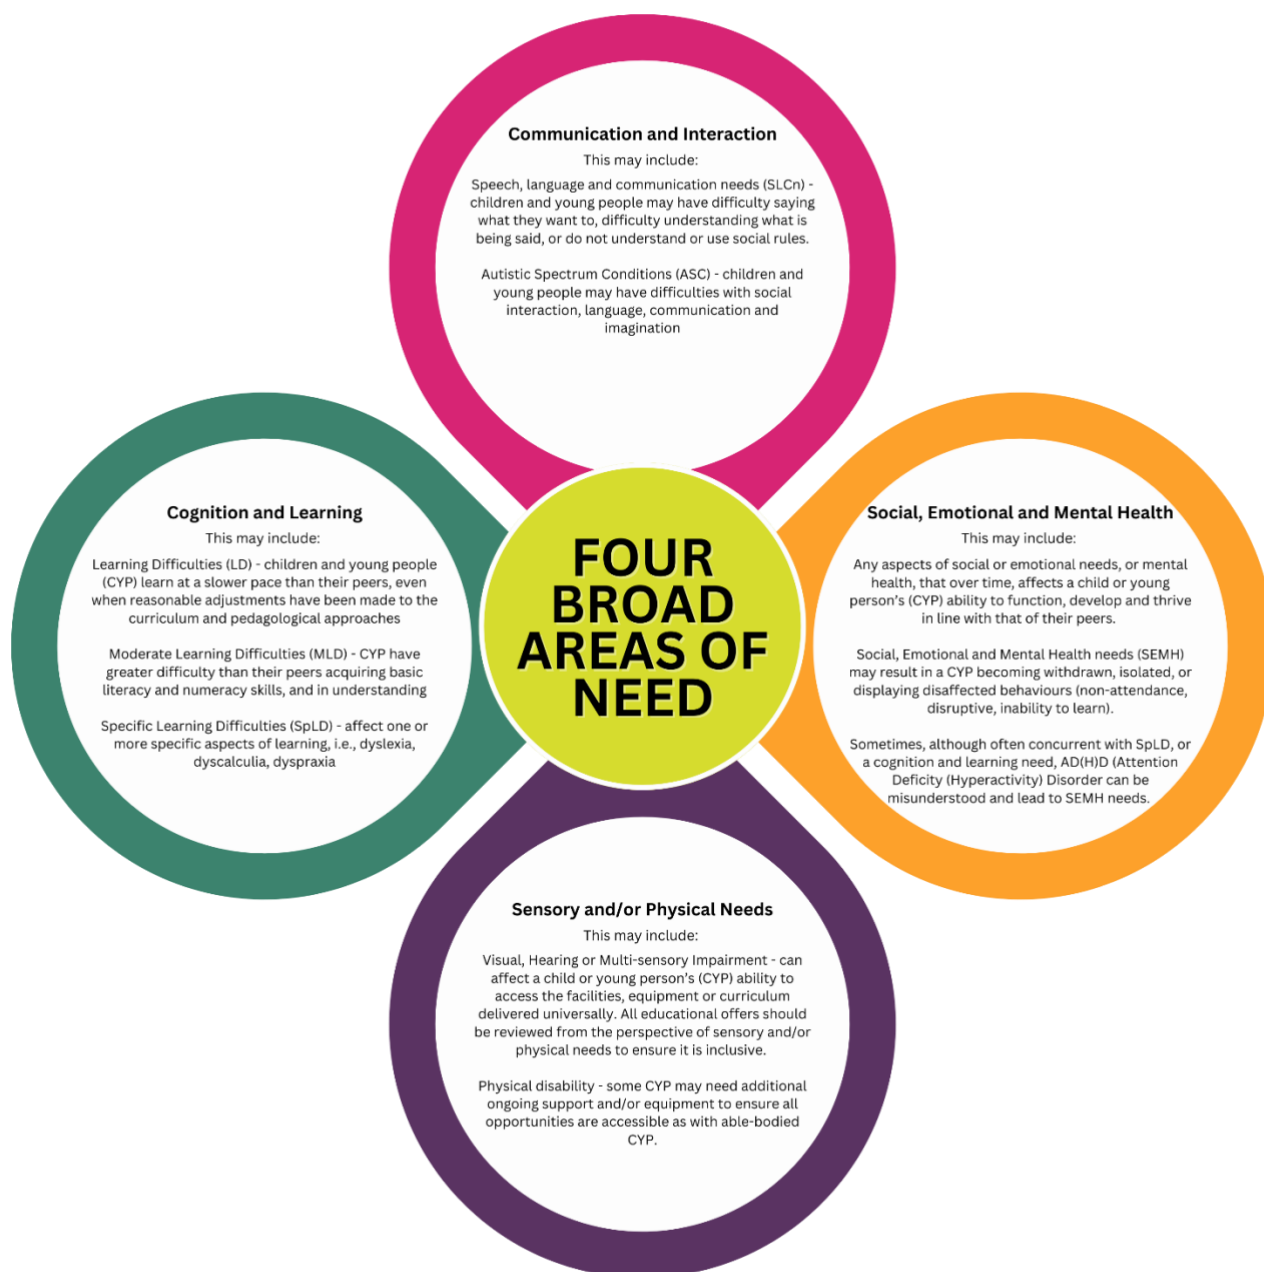 Communication and Interaction
This may include:
Speech, language and communication needs (SLCn) -
children and young people may have difficulty saying
what they want to, difficulty understanding what is
being said, or do not understand or use social rules.
Autistic Spectrum Conditions (ASC) - children and
young people may have difficulties with social
interaction, language, communication and
imagination
Cognition and Learning
This may include:
Learning Difficulties (LD) - children and young people
(CYP) learn at a slower pace than their peers, even
when reasonable adjustments have been made to the
curriculum and pedagological approaches
Moderate Learning Difficulties (MLD) - CYP have
greater difficulty than their peers acquiring basic
literacy and numeracy skills, and in understanding
Specific Learning Difficulties (SpLD) - affect one or
more specific aspects of learning, i.e., dyslexia,
dyscalculia, dyspraxia
FOUR
BROAD
AREAS OF
NEED
Social, Emotional and Mental Health
This may include:
Any aspects of social or emotional needs, or mental
health, that over time, affects a child or young
person's (CYP) ability to function, develop and thrive
in line with that of their peers.
Social, Emotional and Mental Health needs (SEMH)
may result in a CYP becoming withdrawn, isolated, or
displaying disaffected behaviours (non-attendance,
disruptive, inability to learn).
Sometimes, although often concurrent with SpLD, or
a cognition and learning need, AD(H)D (Attention
Deficity (Hyperactivity) Disorder can be
misunderstood and lead to SEMH needs.
Sensory and/or Physical Needs
This may include:
Visual, Hearing or Multi-sensory Impairment - can
affect a child or young person's (CYP) ability to
access the facilities, equipment or curriculum
delivered universally. All educational offers should
be reviewed from the perspective of sensory and/or
physical needs to ensure it is inclusive.
Physical disability - some CYP may need additional
ongoing support and/or equipment to ensure all
opportunities are accessible as with able-bodied
CYP.